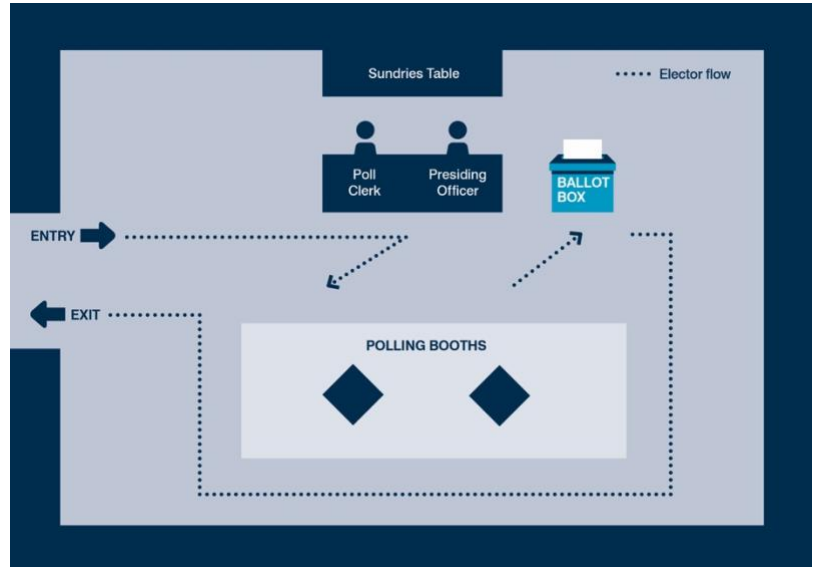 Sundries Table
Elector flow
Poll
Clerk
Presiding
Officer
BALLOT
BOX
ENTRY
EXIT
POLLING BOOTHS